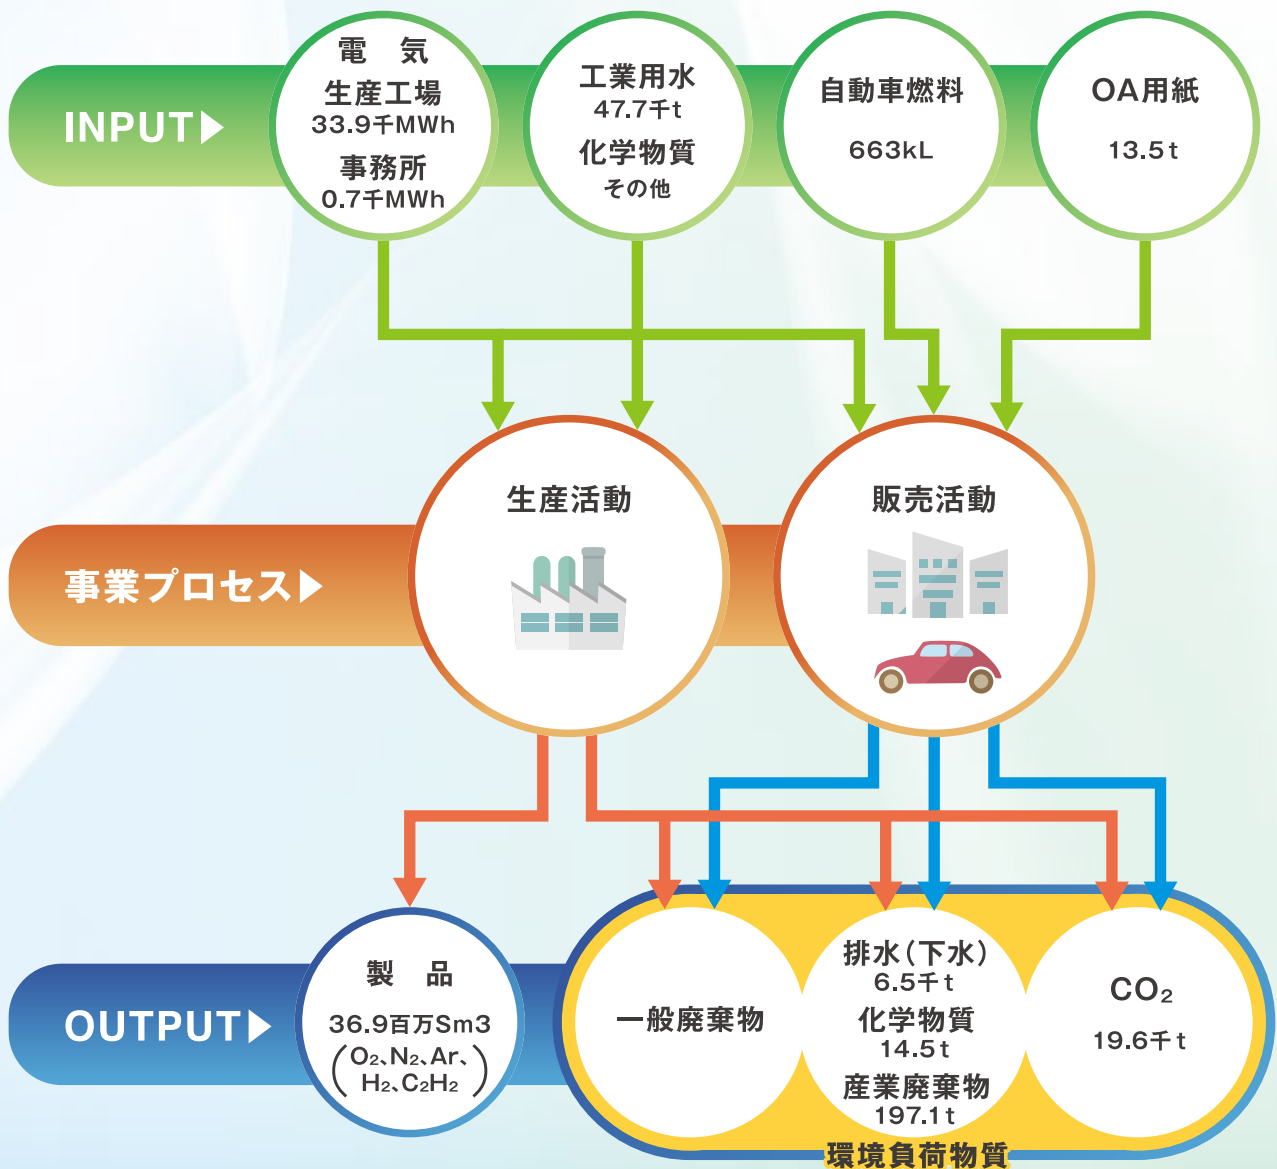 INPUT▶
電　気
生産工場
33.9千MWh
事務所
0.7千MWh
工業用水
47.7千t
化学物質
その他
自動車燃料
663kL
OA用紙
13.5t
事業プロセス▶
生産活動
販売活動
OUTPUT▶
製　品
36.9百万Sm3
(O₂、N₂、Ar、
H₂、C₂H₂)
一般廃棄物
排水(下水)
6.5千t
化学物質
14.5t
産業廃棄物
197.1t
CO₂
19.6千t
環境負荷物質